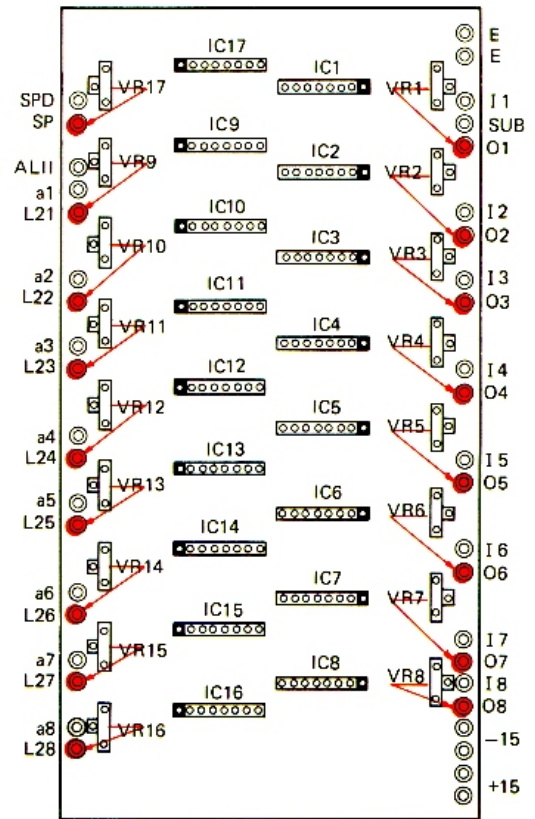 E
IC17
E
IC1
VR17
VR1
SPD
I1
SP
SUB
IC9
O1
VR9
IC2
VR2
ALII
a1
L21
IC10
I2
O2
VR10
IC3
VR3
a2
I3
L22
IC11
O3
VR11
IC4
VR4
a3
L23
IC12
I4
O4
VR12
IC5
VR5
a4
L24
IC13
I5
VR13
O5
IC6
VR6
a5
L25
IC14
I6
VR14
O6
IC7
VR7
a6
L26
IC15
I7
VR15
a7
O7
L27
IC8
VR8
I8
IC16
O8
a8
VR16
-15
L28
+15